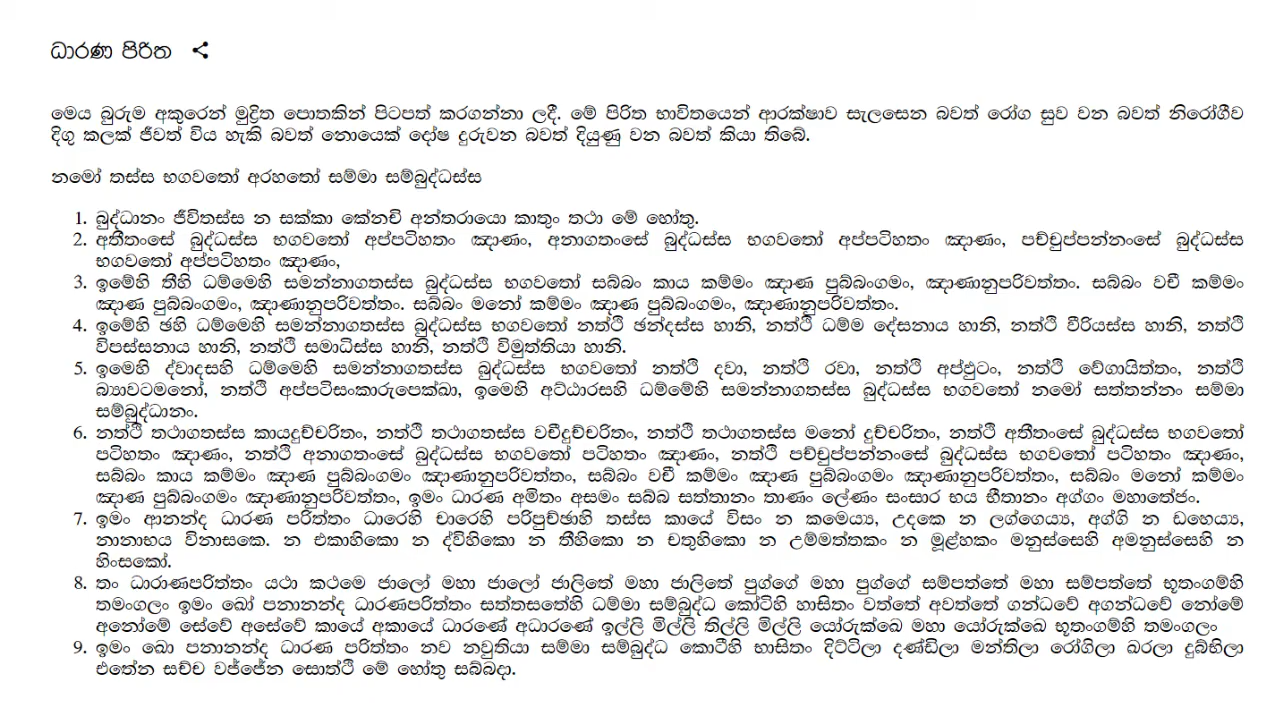 ධාරණ පිරිත
මෙය බුරුම අකුරෙන් මුද්‍රිත පොතකින් පිටපත් කරගන්නා ලදී. මේ පිරිත භාවිතයෙන් ආරක්ෂාව සැලසෙන බවත් රෝග සුව වන බවත් නිරෝගීව
දිගු කලක් ජීවත් විය හැකි බවත් නොයෙක් දෝෂ දුරුවන බවත් දියුණු වන බවත් කියා තිබේ.
නමෝ තස්ස භගවතෝ අරහතෝ සම්මා සම්බුද්ධස්ස
1. බුද්ධානං ජීවිතස්ස න සක්කා කේනචි අන්තරායො කාතුං තථා මේ හෝතු.
2. අතීතංසේ බුද්ධස්ස භගවතෝ අප්පටිහතං ඤාණං, අනාගතංසේ බුද්ධස්ස භගවතෝ අප්පටිහතං ඤාණං, පච්චුප්පන්නංසේ බුද්ධස්ස
භගවතෝ අප්පටිහතං ඤාණං,
3. ඉමේහි තීහි ධම්මෙහි සමන්නාගතස්ස බුද්ධස්ස භගවතෝ සබ්බං කාය කම්මං ඤාණ පුබ්බංගමං, ඤාණානුපරිවත්තං. සබ්බං වචී කම්මං
ඤාණ පුබ්බංගමං, ඤාණානුපරිවත්තං. සබ්බං මනෝ කම්මං ඤාණ පුබ්බංගමං, ඤාණානුපරිවත්තං.
4. ඉමේහි ඡහි ධම්මෙහි සමන්නාගතස්ස බුද්ධස්ස භගවතෝ නත්ථි ඡන්දස්ස හානි, නත්ථි ධම්ම දේසනාය හානි, නත්ථි වීරියස්ස හානි, නත්ථි
විපස්සනාය හානි, නත්ථි සමාධිස්ස හානි, නත්ථි විමුත්තියා හානි.
5. ඉමෙහි ද්වාදසහි ධම්මෙහි සමන්නාගතස්ස බුද්ධස්ස භගවතෝ නත්ථි දවා, නත්ථි රවා, නත්ථි අප්ඵුටං, නත්ථි වේගායිත්තං, නත්ථි
බ්‍යාවටමනෝ, නත්ථි අප්පටිසංකාරුපෙක්ඛා, ඉමෙහි අට්ඨාරසහි ධම්මේහි සමන්නාගතස්ස බුද්ධස්ස භගවතෝ නමෝ සත්තන්නං සම්මා
සම්බුද්ධානං.
6. නත්ථි තථාගතස්ස කායදුච්චරිතං, නත්ථි තථාගතස්ස වචීදුච්චරිතං, නත්ථි තථාගතස්ස මනෝ දුච්චරිතං, නත්ථි අතීතංසේ බුද්ධස්ස භගවතෝ
පටිහතං ඤාණං, නත්ථි අනාගතංසේ බුද්ධස්ස භගවතෝ පටිහතං ඤාණං, නත්ථි පච්චුප්පන්නංසේ බුද්ධස්ස භගවතෝ පටිහතං ඤාණං,
සබ්බං කාය කම්මං ඤාණ පුබ්බංගමං ඤාණානුපරිවත්තං, සබ්බං වචී කම්මං ඤාණ පුබ්බංගමං ඤාණානුපරිවත්තං, සබ්බං මනෝ කම්මං
ඤාණ පුබ්බංගමං ඤාණානුපරිවත්තං, ඉමං ධාරණ අමිතං අසමං සබ්බ සත්තානං තාණං ලේණං සංසාර භය භීතානං අග්ගං මහාතේජං.
7. ඉමං ආනන්ද ධාරණ පරිත්තං ධාරෙහි චාරෙහි පරිපුච්ඡාහි තස්ස කායේ විසං න කමෙය්‍ය, උදකෙ න ලග්ගෙය්‍ය, අග්ගි න ඩහෙය්‍ය,
නානාභය විනාසකෙ. න එකාහිකො න ද්විහිකො න තීහිකො න චතුහිකො න උම්මත්තකං න මූළ්හකං මනුස්සෙහි අමනුස්සෙහි න
හිංසකෝ.
8. තං ධාරාණපරිත්තං යථා කථමෙ ජාලෝ මහා ජාලෝ ජාලිතේ මහා ජාලිතේ පුග්ගේ මහා පුග්ගේ සම්පත්තේ මහා සම්පත්තේ භූතංගම්හි
තමංගලං ඉමං ඛෝ පනානන්ද ධාරණපරිත්තං සත්තසතේහි ධම්මා සම්බුද්ධ කෝටිහි භාසිතං වත්තේ අවත්තේ ගන්ධවේ අගන්ධවේ නෝමේ
අනෝමේ සේවේ අසේවේ කායේ අකායේ ධාරණේ අධාරණේ ඉල්ලි මිල්ලි තිල්ලි මිල්ලි යෝරුක්ඛෙ මහා යෝරුක්ඛෙ භූතංගම්හි තමංගලං
9. ඉමං ඛො පනානන්ද ධාරණ පරිත්තං නව නවුතියා සම්මා සම්බුද්ධ කොටීහි භාසිතං දිට්ටිලා දණ්ඩිලා මන්තිලා රෝගිලා ඛරලා දුබ්භිලා
එතේන සච්ච වජ්ජේන සොත්ථි මේ හෝතු සබ්බදා.